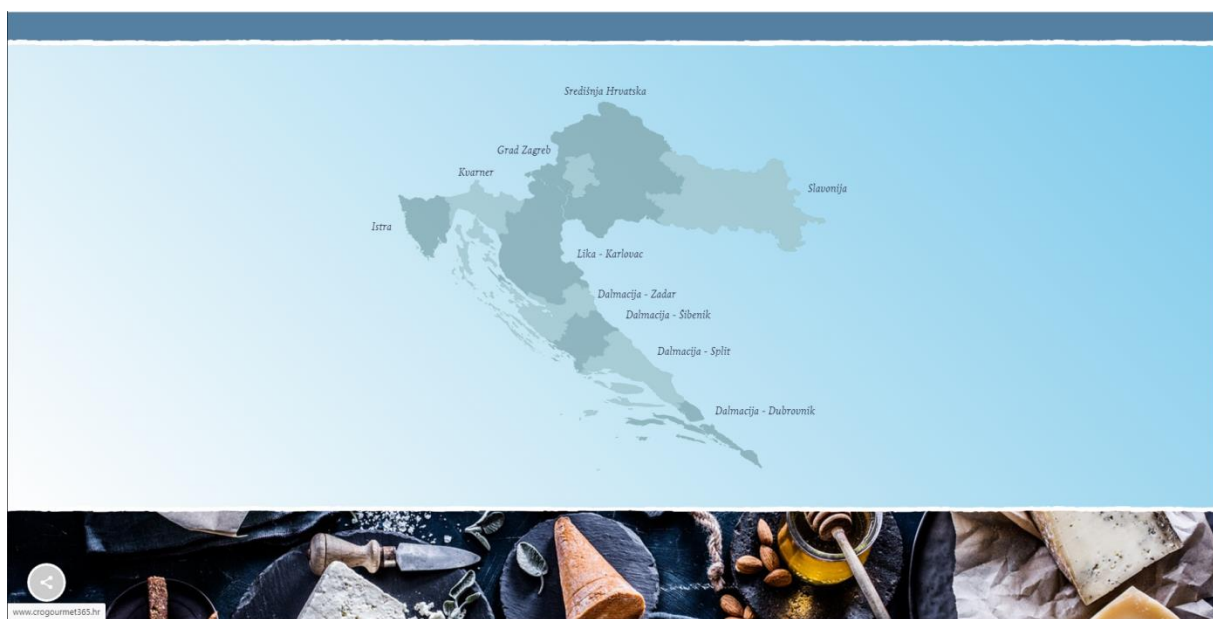 Središnja Hrvatska
Grad Zagreb
Kvarner
Slavonija
Istra
Lika - Karlovac
Dalmacija - Zadar
Dalmacija - Šibenik
Dalmacija - Split
Dalmacija - Dubrovnik
www.crogourmet365.hr